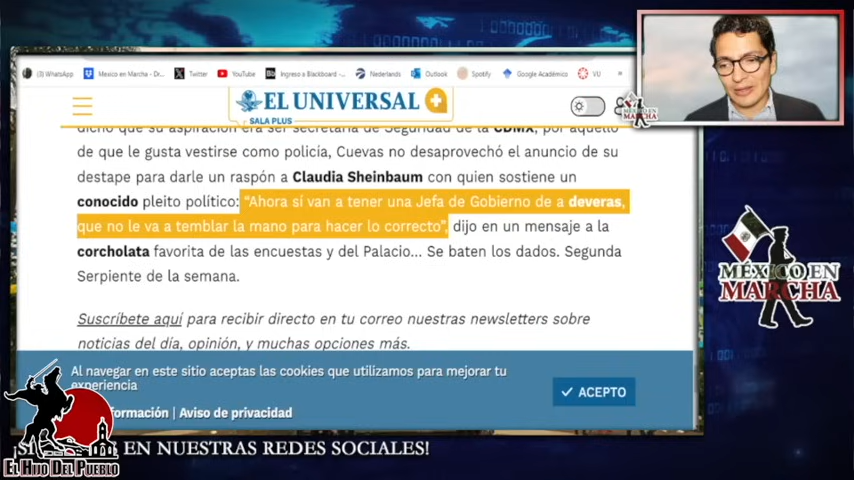 (3) WhatsApp
Mexico en Marcha - Dr...
Twitter
YouTube
Bb
Ingreso a Blackboard -...
Nederlands
Outlook
Spotify
Google Académico
VU
»
EL UNIVERSAL
SALA PLUS
MÉXICO EN
MARCHA
dicho que su aspiración era ser secretaria de Seguridad de la CDMX, por aquello
de que le gusta vestirse como policía, Cuevas no desaprovechó el anuncio de su
destape para darle un raspón a Claudia Sheinbaum con quien sostiene un
conocido pleito político: “Ahora sí van a tener una Jefa de Gobierno de a deveras,
que no le va a temblar la mano para hacer lo correcto”, dijo en un mensaje a la
corcholata favorita de las encuestas y del Palacio... Se baten los dados. Segunda
Serpiente de la semana.
Suscríbete aquí para recibir directo en tu correo nuestras newsletters sobre
noticias del día, opinión, y muchas opciones más.
Al navegar en este sitio aceptas las cookies que utilizamos para mejorar tu
experiencia
formación | Aviso de privacidad
✓ ACEPTO
MÉXICO EN
MARCHA
EN NUESTRAS REDES SOCIALES!
EL HIJO DEL PUEBLO